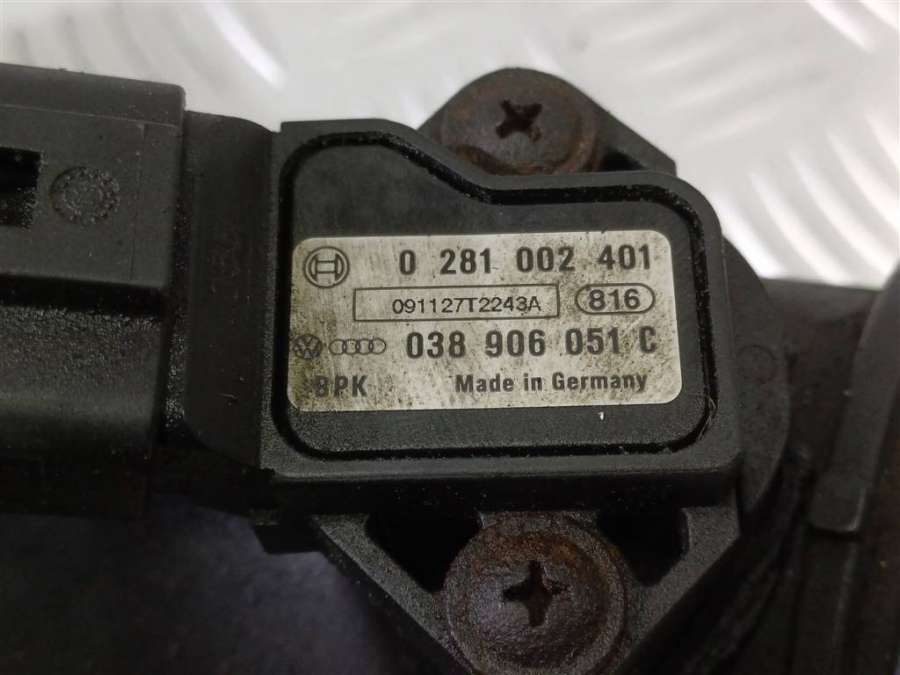 0 281 002 401
091127T2243A 816
038 906 051 C
BPK Made in Germany